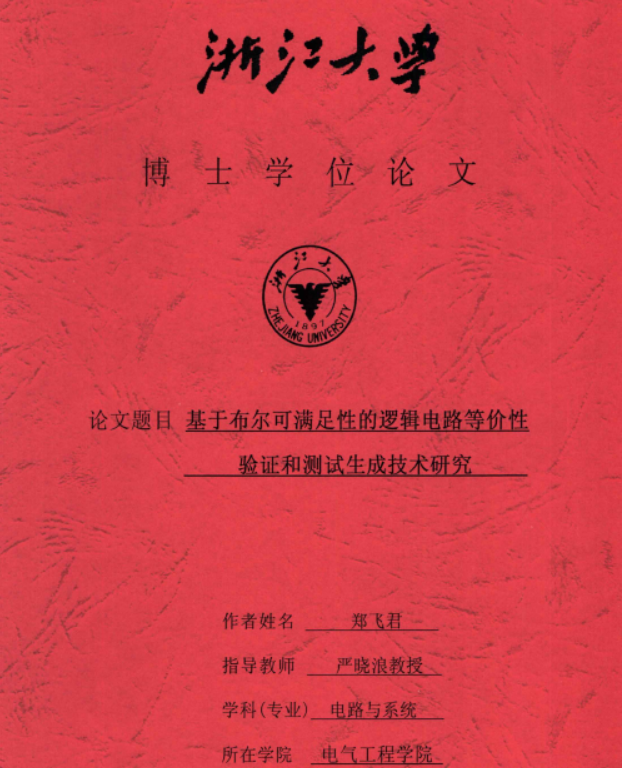 浙江大学
博士学位论文
浙江大学
1897
ZHEJIANG UNIVERSITY
论文题目 基于布尔可满足性的逻辑电路等价性
验证和测试生成技术研究
作者姓名 郑飞君
指导教师 严晓浪教授
学科(专业) 电路与系统
所在学院 电气工程学院